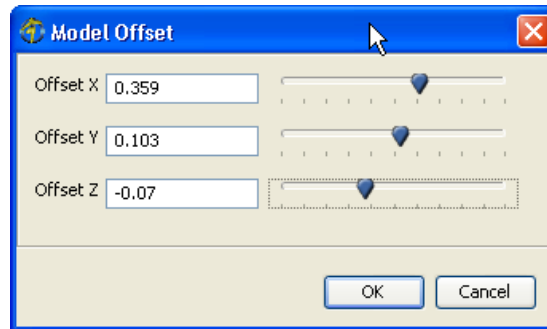 Model Offset
Offset X 0.359
Offset Y 0.103
Offset Z -0.07
OK Cancel